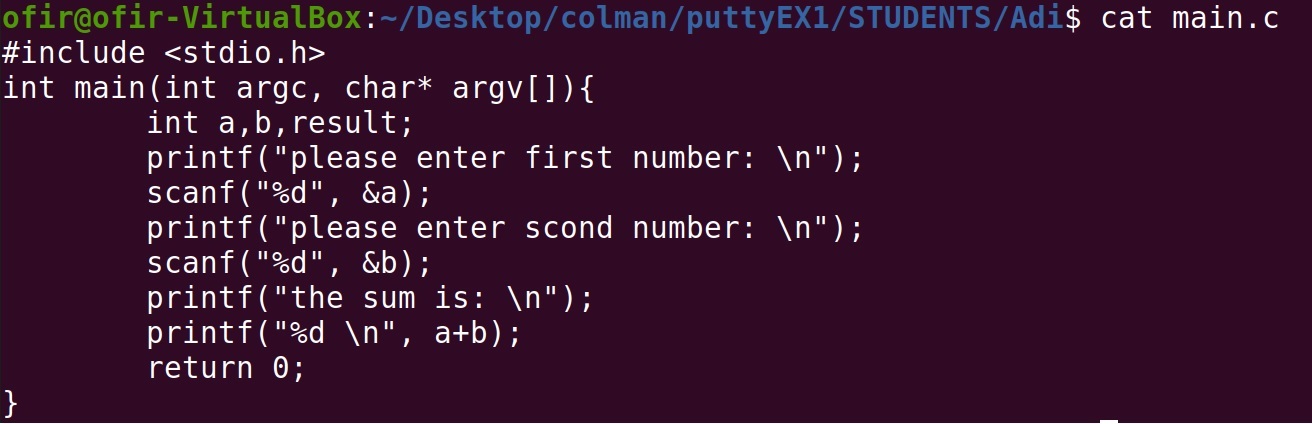 ofir@ofir-VirtualBox:~/Desktop/colman/puttyEX1/STUDENTS/Adi$ cat main.c
#include <stdio.h>
int main(int argc, char* argv[]){
        int a,b,result;
        printf("please enter first number: \n");
        scanf("%d", &a);
        printf("please enter scond number: \n");
        scanf("%d", &b);
        printf("the sum is: \n");
        printf("%d \n", a+b);
        return 0;
}